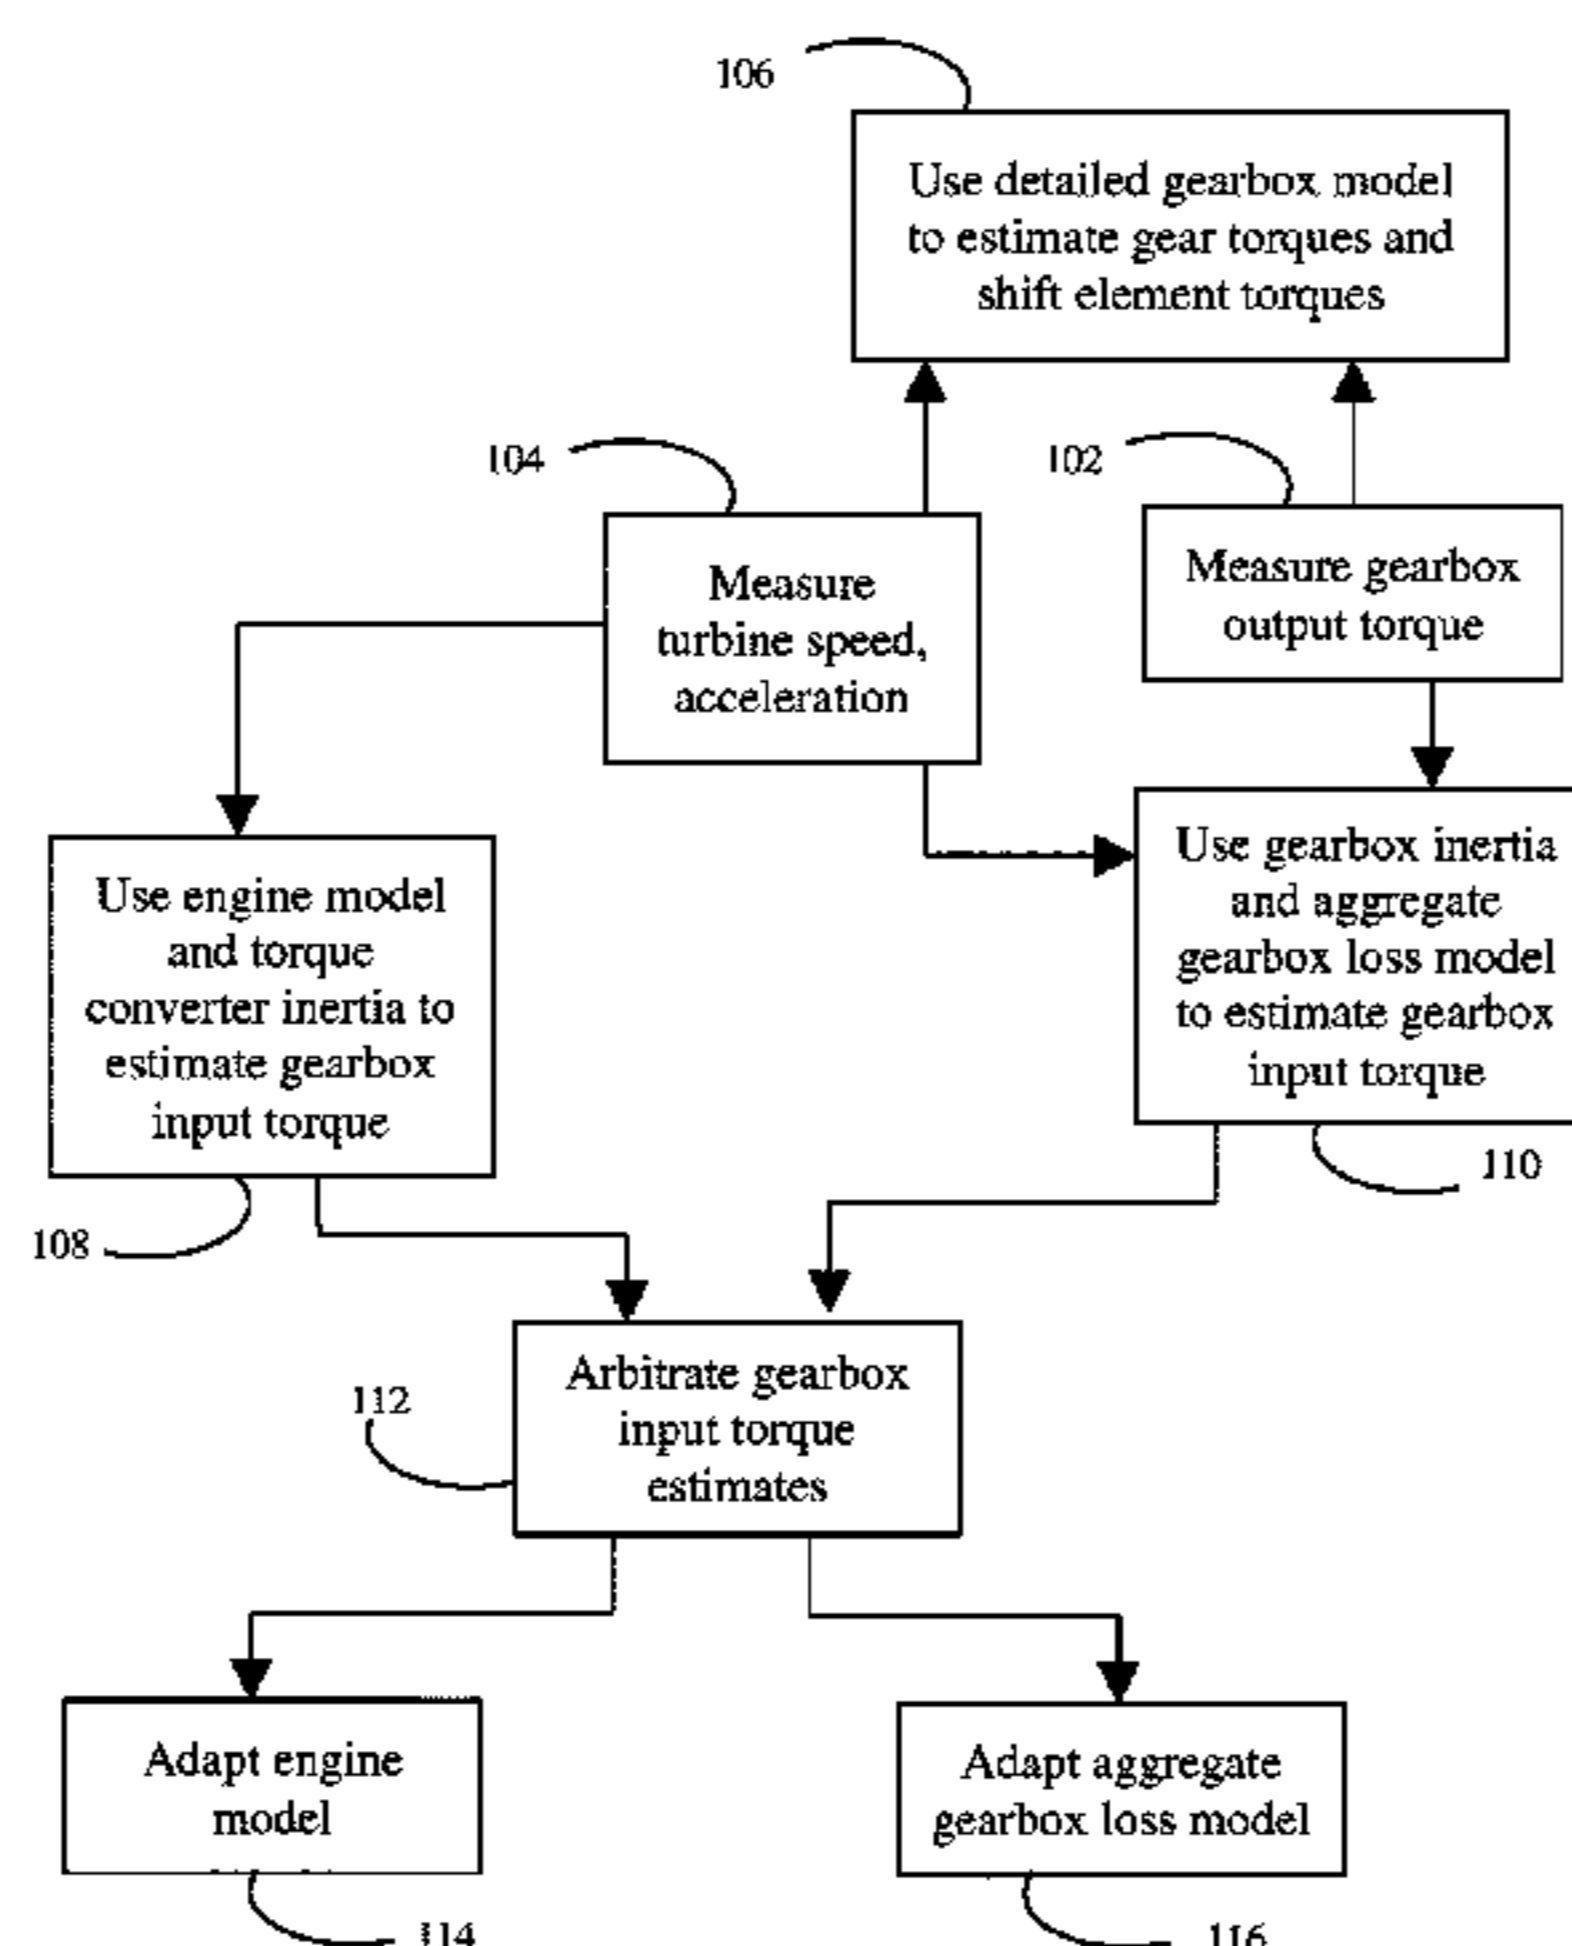 106
Use detailed gearbox model
to estimate gear torques and
shift element torques
104
102
Measure
turbine speed,
acceleration
Measure gearbox
output torque
Use engine model
and torque
converter inertia to
estimate gearbox
input torque
Use gearbox inertia
and aggregate
gearbox loss model
to estimate gearbox
input torque
110
108
112
Arbitrate gearbox
input torque
estimates
Adapt engine
model
Adapt aggregate
gearbox loss model
114
116